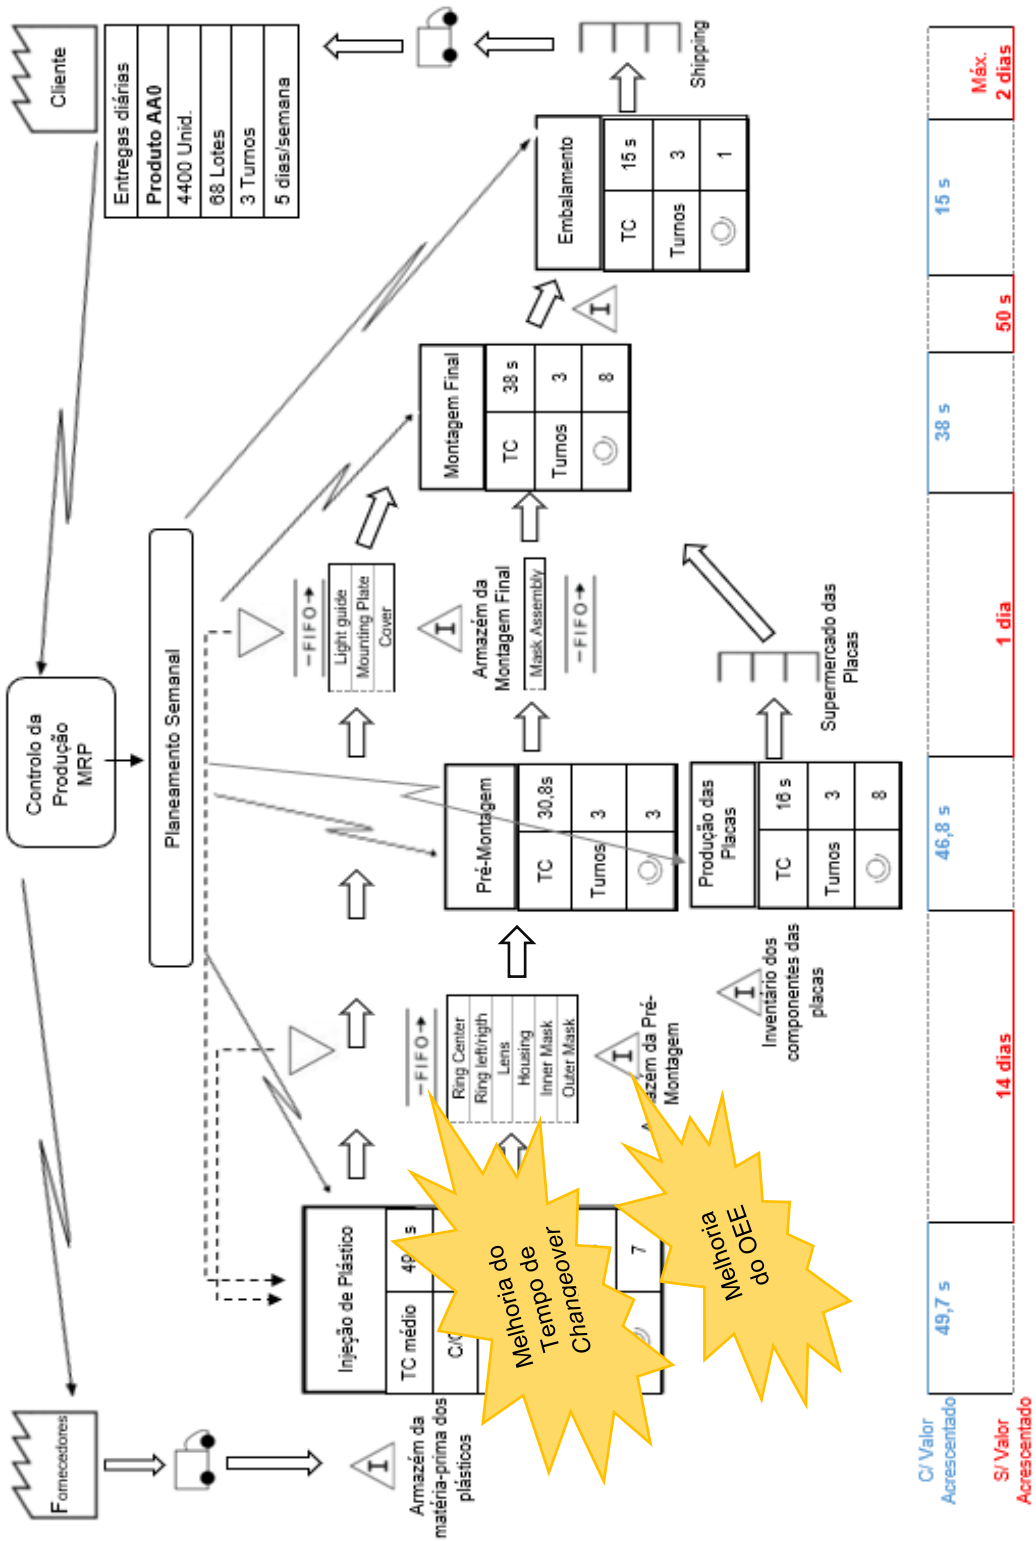 Fornecedores
Controlo da
Produção
MRP
Cliente
Entregas diárias
Produto AA0
4400 Unid.
68 Lotes
3 Turnos
5 dias/semana
Planeamento Semanal
Armazém da
matéria-prima dos
plásticos
I
Injeção de Plástico
TC médio
s
7
Melhoria do
Tempo de
Changeover
Melhoria
do OEE
FIFO
Ring Center
Ring left/rigth
Lens
Housing
Inner Mask
Outer Mask
I
da Pré-
Montagem
I
Inventário dos
componentes das
placas
Pré-Montagem
TC 30,8s
Turnos 3
3
Produção das
Placas
TC 16 s
Turnos 3
8
FIFO
Light guide
Mounting Plate
Cover
I
Armazém da
Montagem Final
Mask Assembly
FIFO
Supermercado das
Placas
Montagem Final
TC 38 s
Turnos 3
8
I
Embalamento
TC 15 s
Turnos 3
1
Shipping
C/ Valor
Acrescentado
49,7 s
46,8 s
38 s
15 s
S/ Valor
Acrescentado
14 dias
1 dia
50 s
Máx.
2 dias